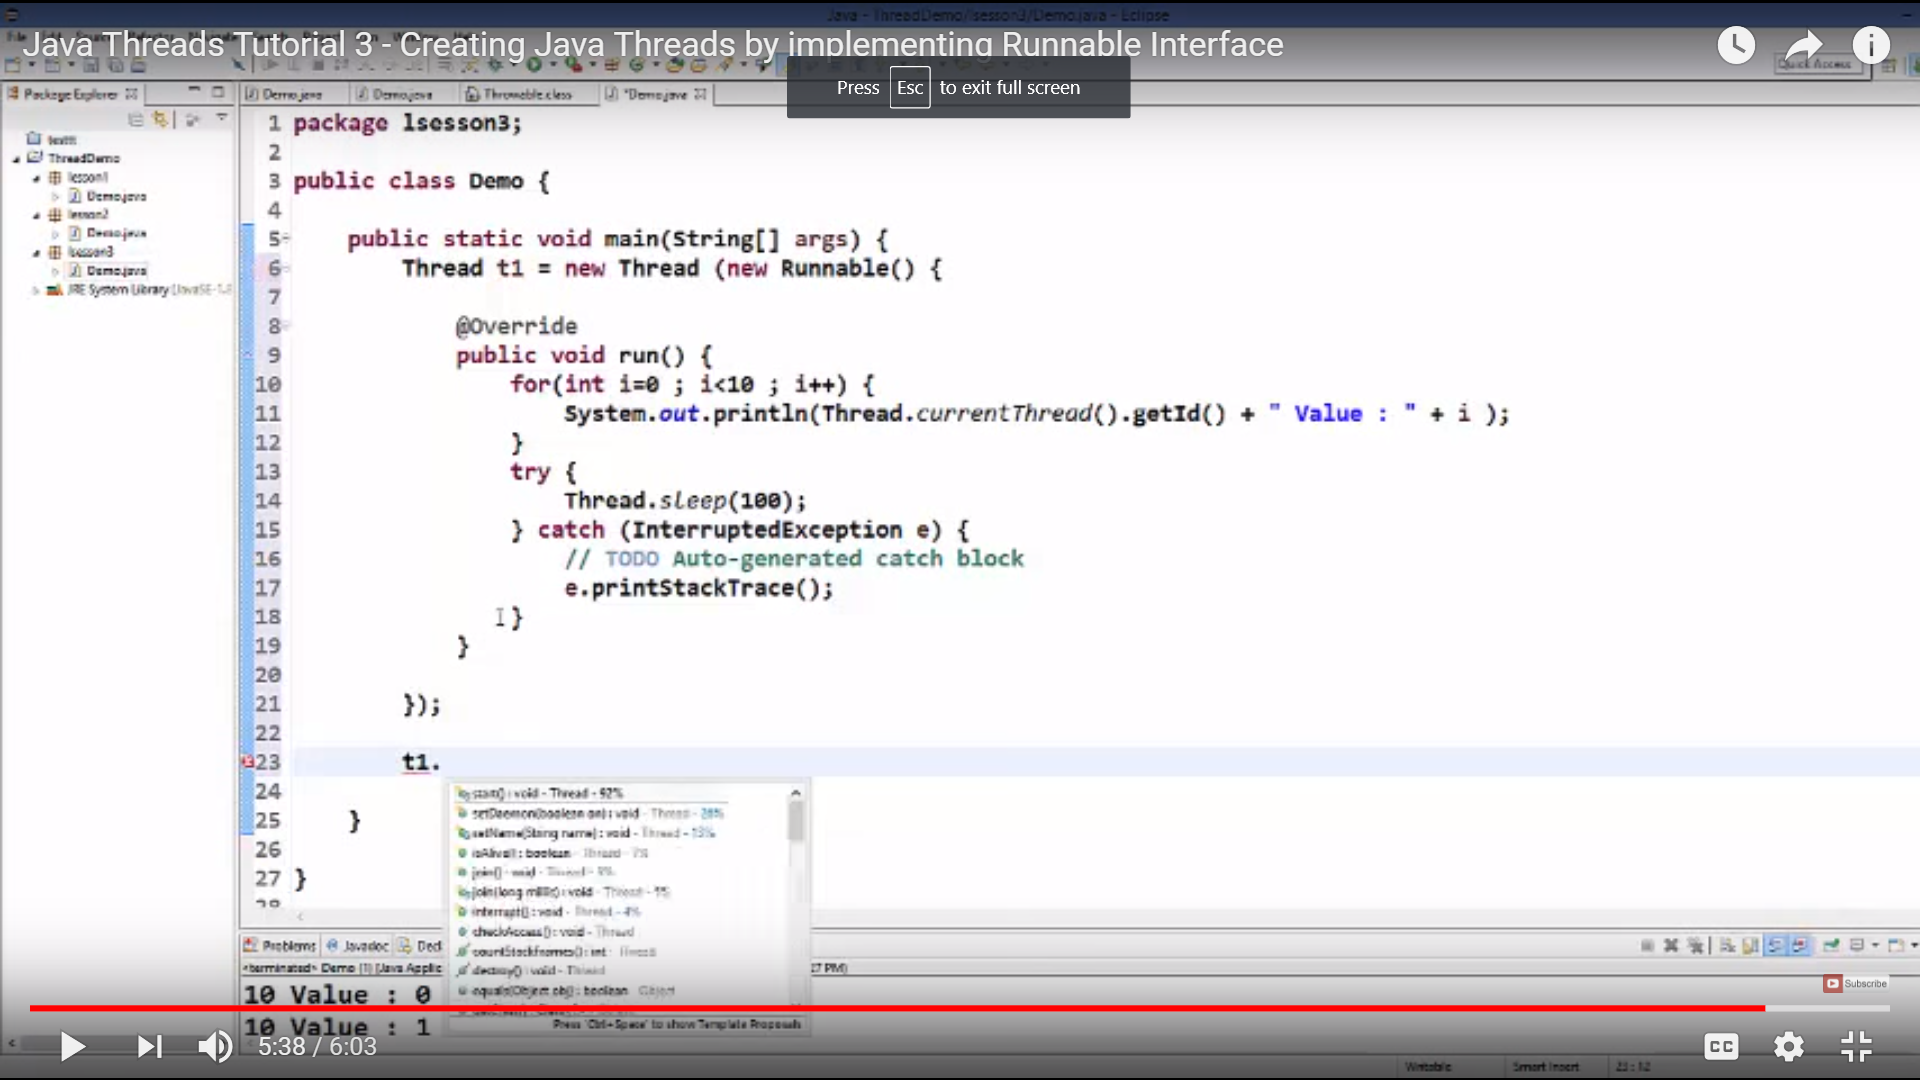 Java - ThreadDemo/lsesson3/Demo.java - Eclipse
Java Threads Tutorial 3 - Creating Java Threads by implementing Runnable Interface
Press Esc to exit full screen
Quick Access
Package Explorer
Demo.java
Demo.java
Throwable.class
*Demo.java
ThreadDemo
lesson1
Demo.java
lesson2
Demo.java
lsesson3
Demo.java
JRE System Library
1 package lsesson3;
2
3 public class Demo {
4
5 public static void main(String[] args) {
6 Thread t1 = new Thread (new Runnable() {
7
8 @Override
9 public void run() {
10 for(int i=0 ; i<10 ; i++) {
11 System.out.println(Thread.currentThread().getId() + " Value : " + i );
12 }
13 try {
14 Thread.sleep(100);
15 } catch (InterruptedException e) {
16 // TODO Auto-generated catch block
17 e.printStackTrace();
18 }
19 }
20
21 });
22
23 t1.
24
25 }
26
27 }
28
start() : void - Thread - 92%
setDaemon(boolean on) : void - Thread - 28%
setName(String name) : void - Thread - 13%
isAlive() : boolean - Thread - 7%
join() : void - Thread
join(long millis) : void - Thread
interrupt() : void - Thread - 4%
checkAccess() : void - Thread
countStackFrames() : int - Thread
destroy() : void - Thread
equals(Object obj) : boolean - Object
Press 'Ctrl+Space' to show Template Proposals
Problems
Javadoc
Decl
<terminated> Demo (1) [Java Applic
27 PM)
10 Value : 0
10 Value : 1
Subscribe
5:38 / 6:03
CC
Writable
Smart Insert
23 : 12